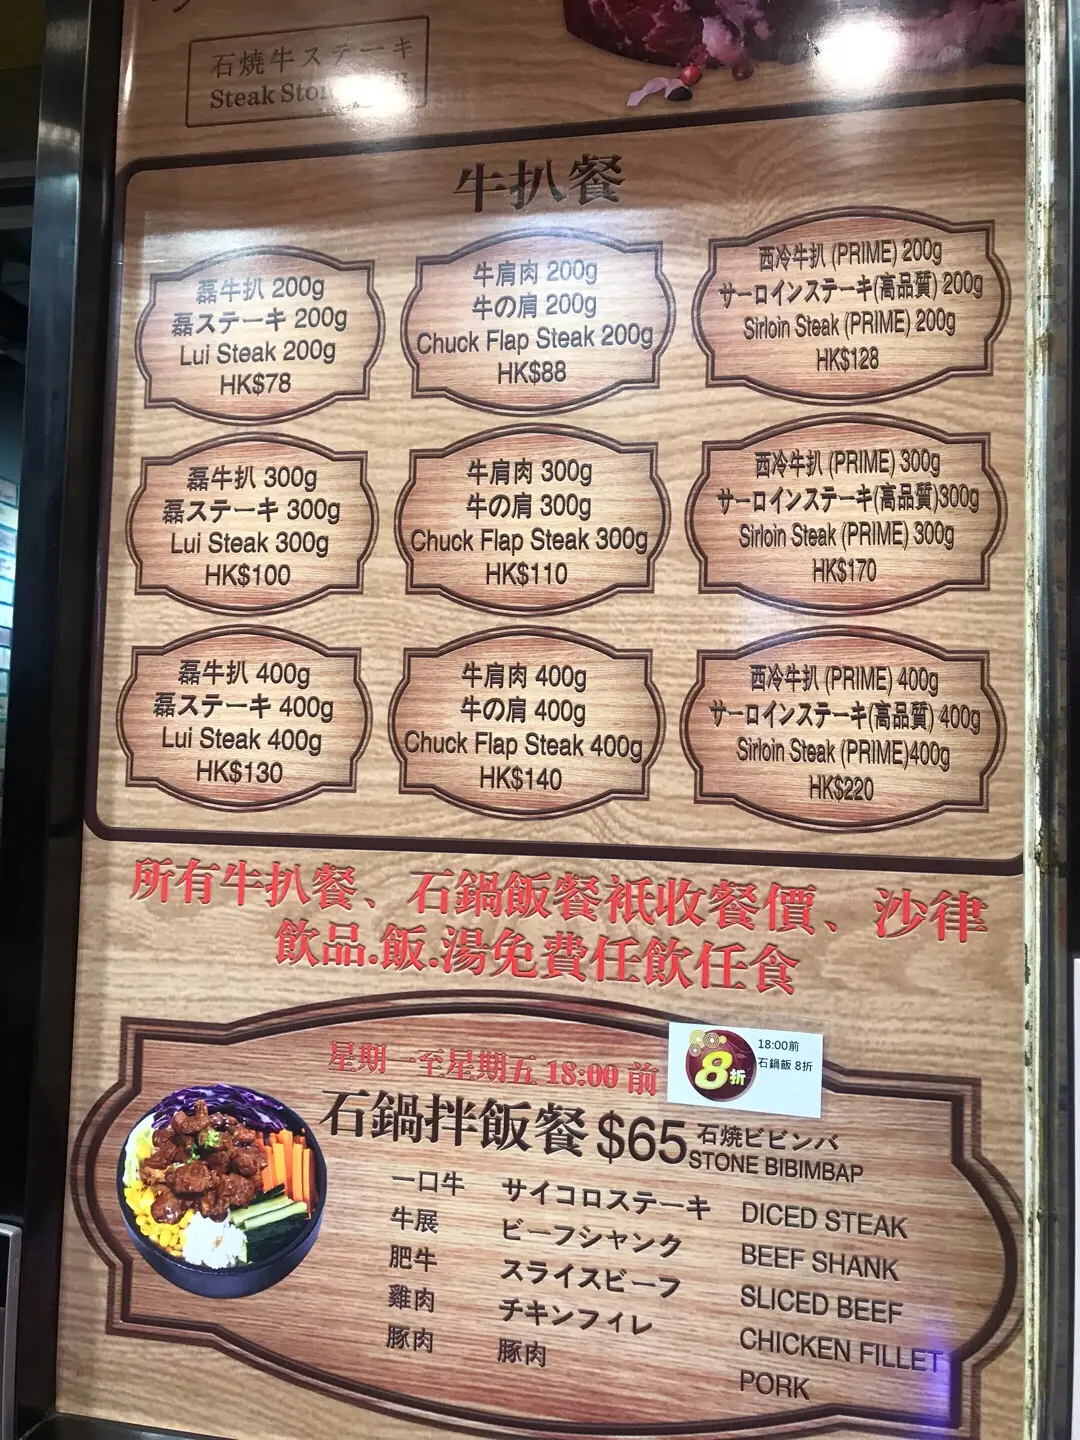 石焼牛ステーキ
Steak
牛扒餐
磊牛扒 200g
磊ステーキ 200g
Lui Steak 200g
HK$78
牛肩肉 200g
牛の肩 200g
Chuck Flap Steak 200g
HK$88
西冷牛扒 (PRIME) 200g
サーロインステーキ(高品質) 200g
Sirloin Steak (PRIME) 200g
HK$128
磊牛扒 300g
磊ステーキ 300g
Lui Steak 300g
HK$100
牛肩肉 300g
牛の肩 300g
Chuck Flap Steak 300g
HK$110
西冷牛扒 (PRIME) 300g
サーロインステーキ(高品質)300g
Sirloin Steak (PRIME) 300g
HK$170
磊牛扒 400g
磊ステーキ 400g
Lui Steak 400g
HK$130
牛肩肉 400g
牛の肩 400g
Chuck Flap Steak 400g
HK$140
西冷牛扒 (PRIME) 400g
サーロインステーキ(高品質) 400g
Sirloin Steak (PRIME)400g
HK$220
所有牛扒餐、石鍋飯餐衹收餐價、沙律
飲品.飯.湯免費任飲任食
星期一至星期五 18:00 前
8折
18:00前
石鍋飯 8折
石鍋拌飯餐 $65 石焼ビビンバ
STONE BIBIMBAP
一口牛 サイコロステーキ DICED STEAK
牛展 ビーフシャンク BEEF SHANK
肥牛 スライスビーフ SLICED BEEF
雞肉 チキンフィレ CHICKEN FILLET
豚肉 豚肉 PORK